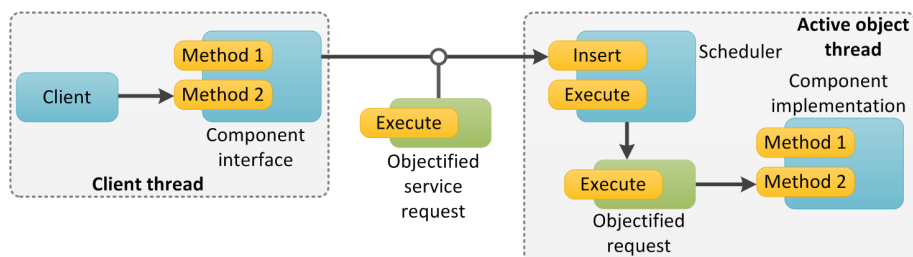 Client
Method 1
Method 2
Component
interface
Client thread
Execute
Objectified
service
request
Insert
Execute
Scheduler
Active object
thread
Component
implementation
Method 1
Method 2
Execute
Objectified
request